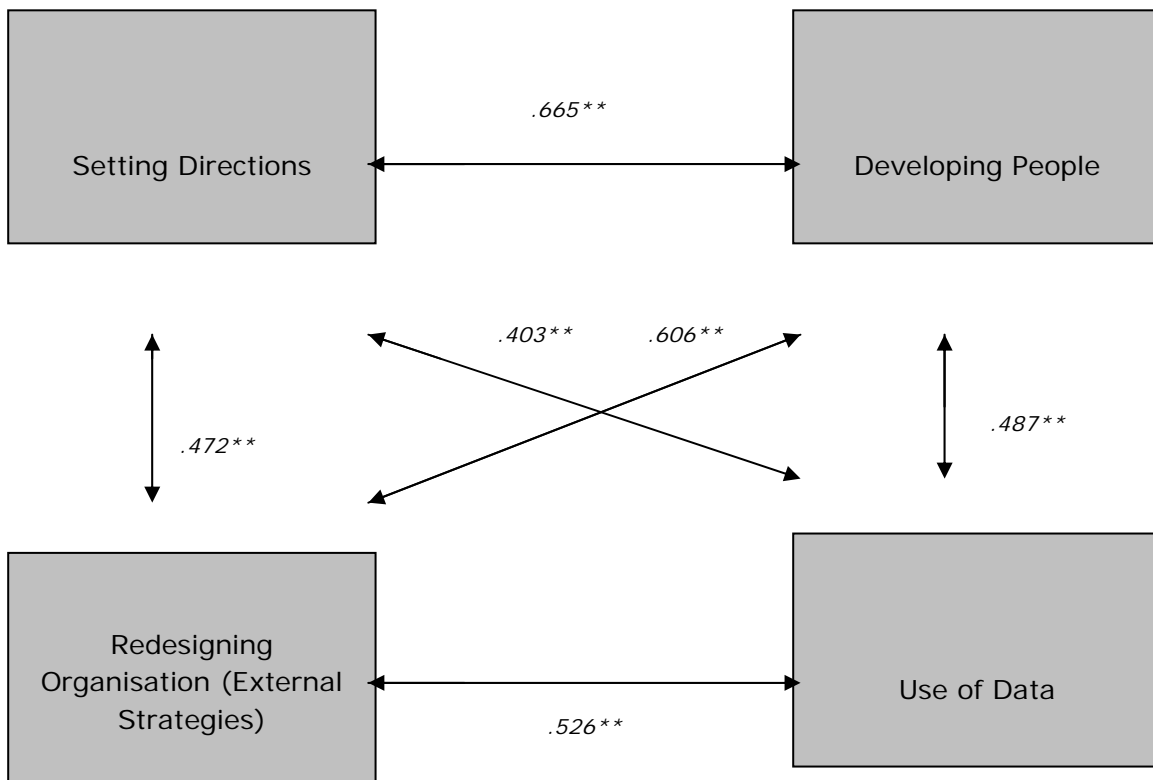 .665**
Setting Directions
Developing People
.403**
.606**
.472**
.487**
Redesigning
Organisation (External
Strategies)
Use of Data
.526**